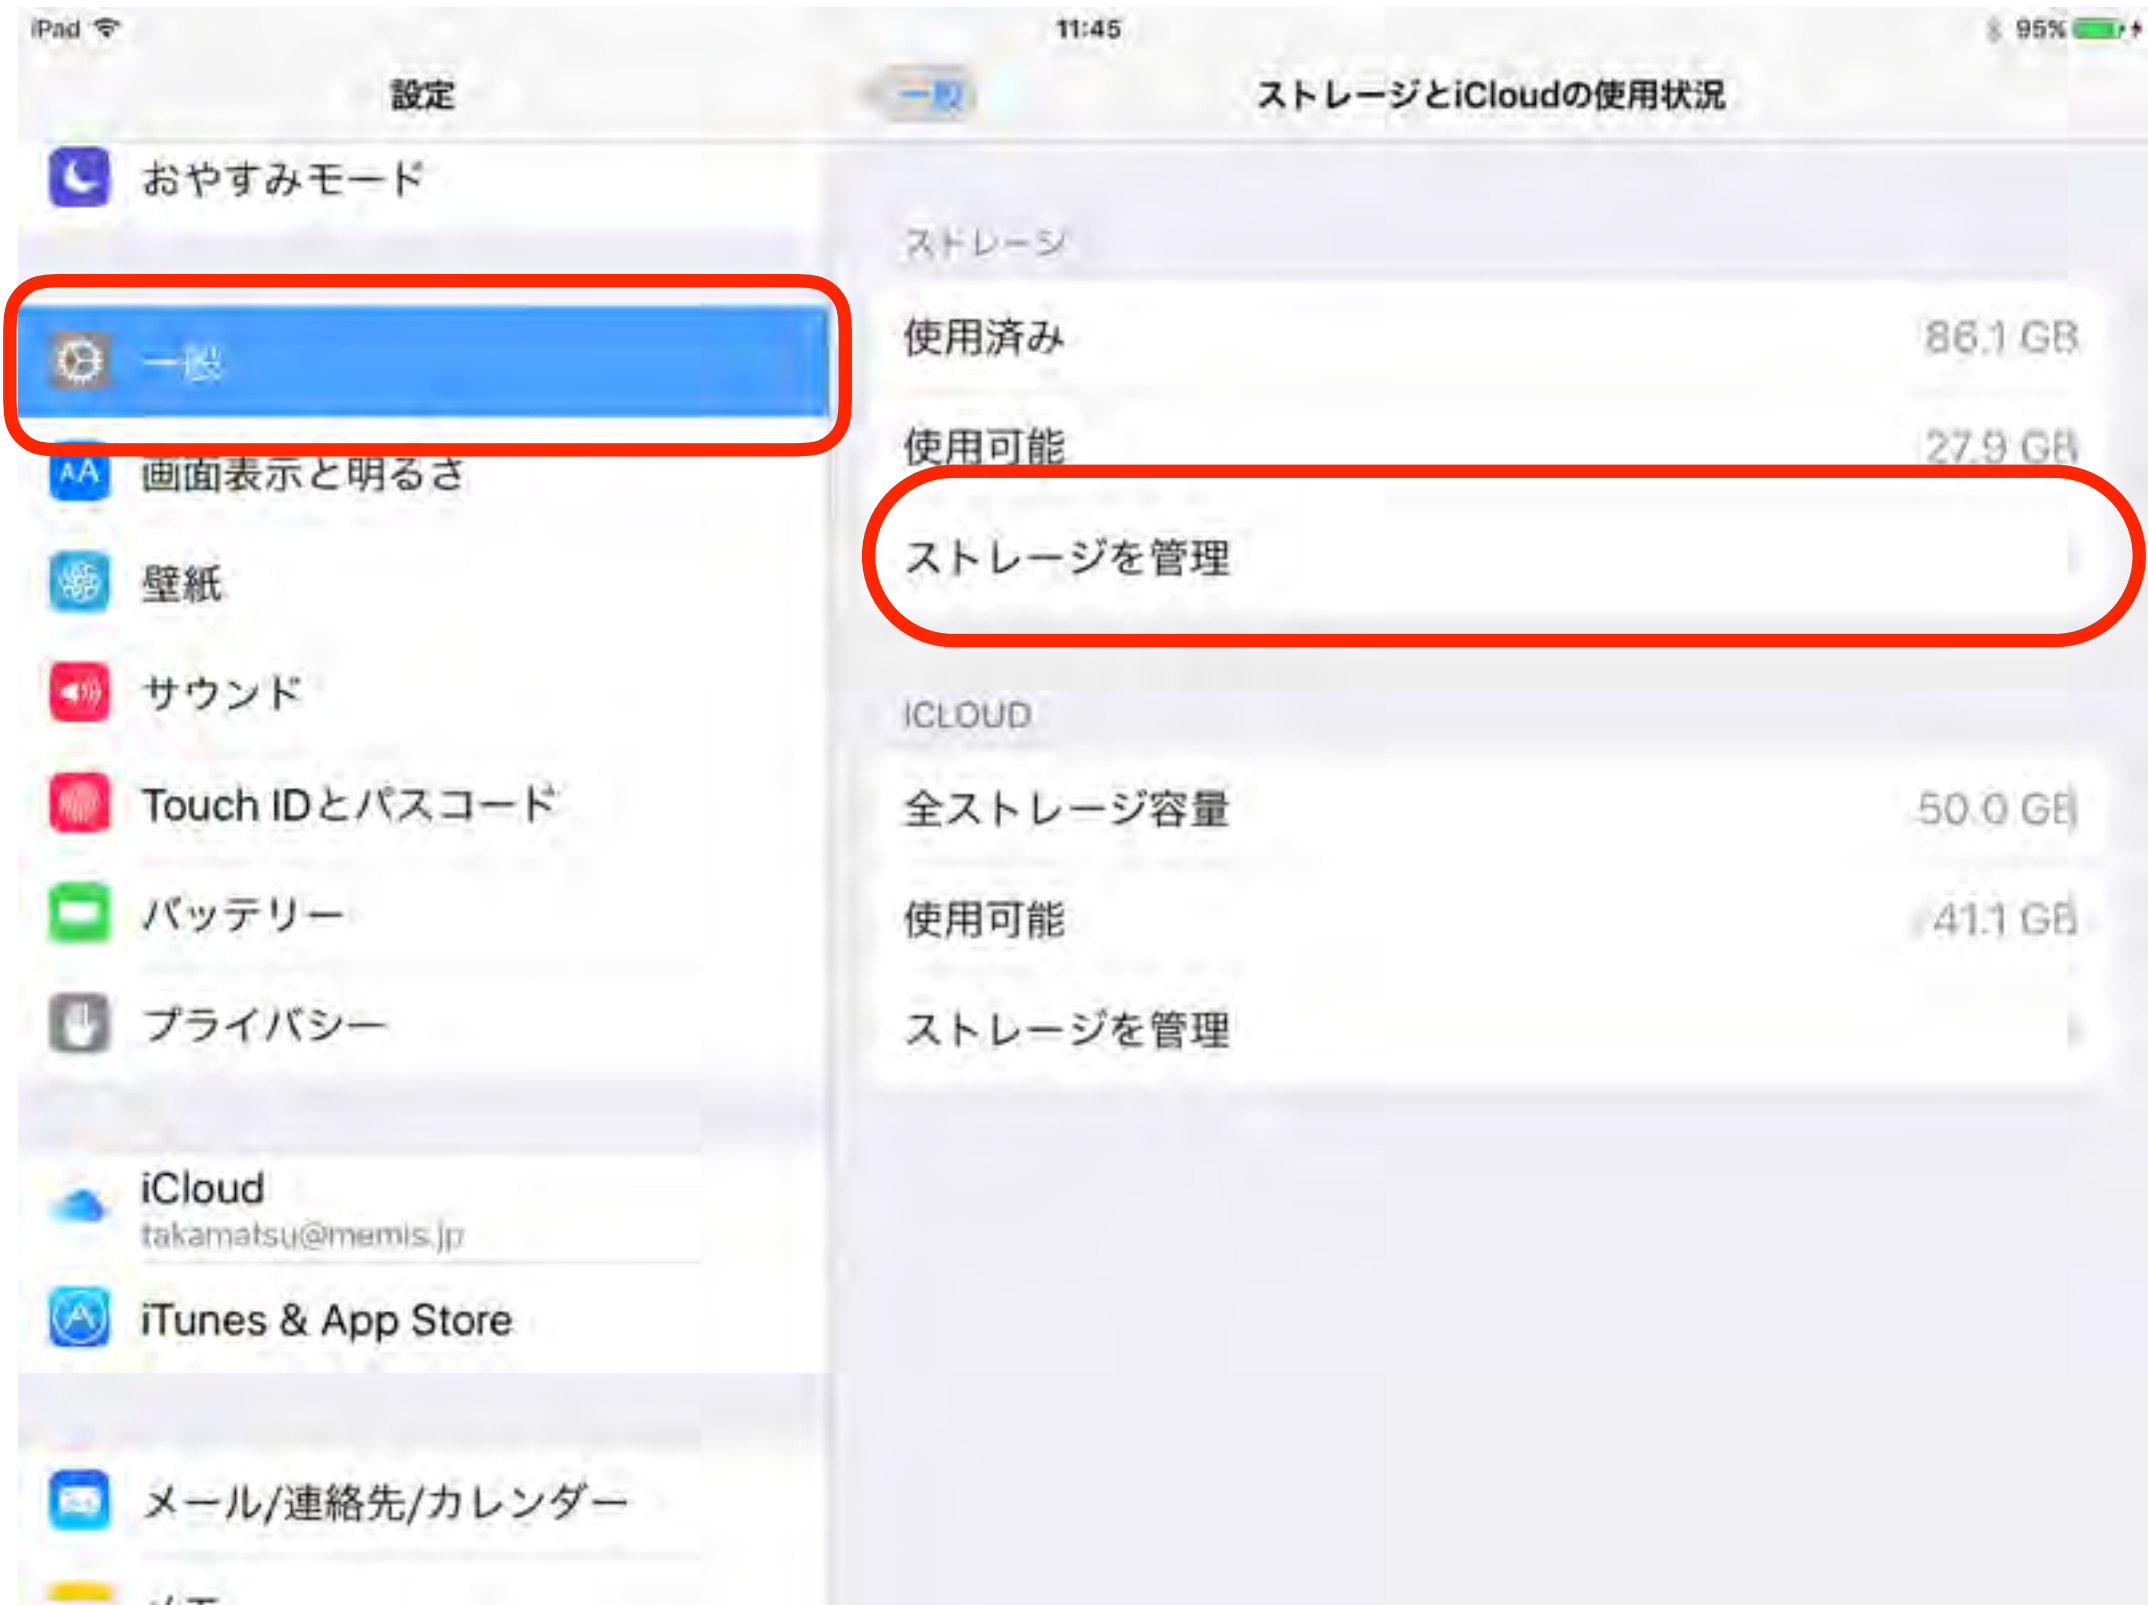 iPad
11:45
95%
設定
一般
ストレージとiCloudの使用状況
おやすみモード
一般
画面表示と明るさ
壁紙
サウンド
Touch IDとパスコード
バッテリー
プライバシー
iCloud
takamatsu@memis.jp
iTunes & App Store
メール/連絡先/カレンダー
ストレージ
使用済み
86.1 GB
使用可能
27.9 GB
ストレージを管理
ICLOUD
全ストレージ容量
50.0 GB
使用可能
41.1 GB
ストレージを管理